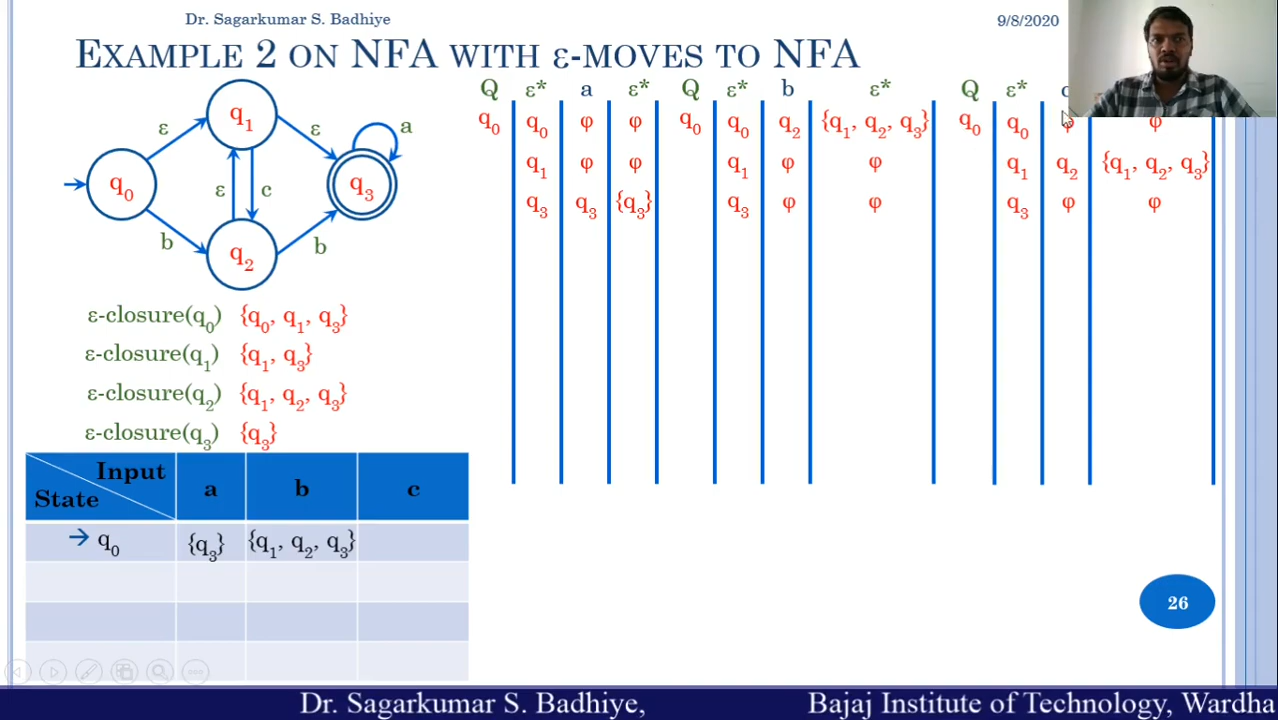 Dr. Sagarkumar S. Badhiye
9/8/2020
EXAMPLE 2 ON NFA WITH ε-MOVES TO NFA
q0
q1
q2
q3
ε
ε
a
ε
c
b
b
ε-closure(q0) {q0, q1, q3}
ε-closure(q1) {q1, q3}
ε-closure(q2) {q1, q2, q3}
ε-closure(q3) {q3}
Input
State
a b c
→ q0 {q3} {q1, q2, q3}
Q ε* a ε*
q0 q0 φ φ
q1 φ φ
q3 q3 {q3}
Q ε* b ε*
q0 q0 q2 {q1, q2, q3}
q1 φ φ
q3 φ φ
Q ε*
q0 q0 φ φ
q1 q2 {q1, q2, q3}
q3 φ φ
26
Dr. Sagarkumar S. Badhiye, Bajaj Institute of Technology, Wardha